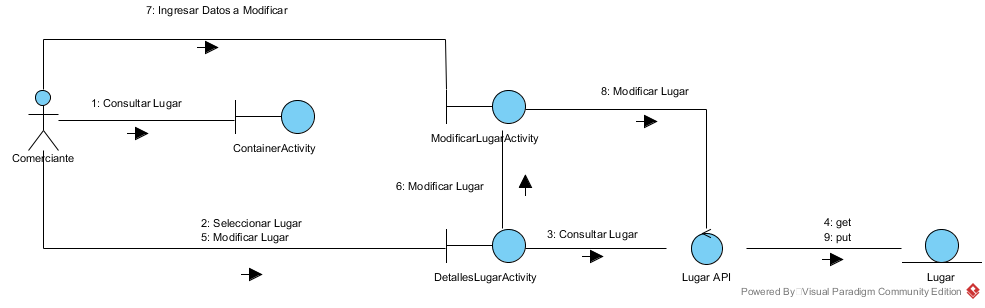 7: Ingresar Datos a Modificar
1: Consultar Lugar
8: Modificar Lugar
ModificarLugarActivity
ContainerActivity
Comerciante
6: Modificar Lugar
2: Seleccionar Lugar
5: Modificar Lugar
3: Consultar Lugar
4: get
9: put
DetallesLugarActivity
Lugar API
Lugar
Powered By Visual Paradigm Community Edition